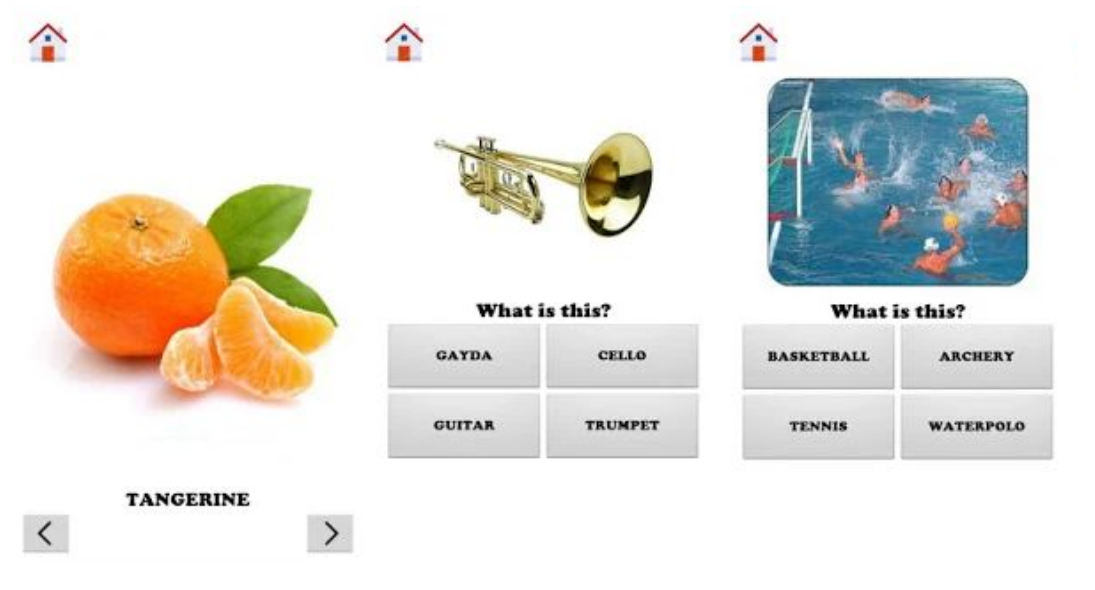 TANGERINE
What is this?
GAYDA
CELLO
GUITAR
TRUMPET
What is this?
BASKETBALL
ARCHERY
TENNIS
WATERPOLO